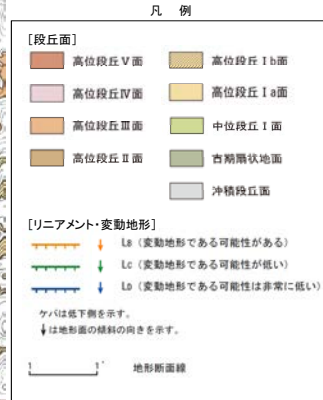 凡 例
[段丘面]
高位段丘Ⅴ面
高位段丘Ⅰb面
高位段丘Ⅳ面
高位段丘Ⅰa面
高位段丘Ⅲ面
中位段丘Ⅰ面
高位段丘Ⅱ面
古期扇状地面
沖積段丘面
[リニアメント・変動地形]
LB (変動地形である可能性がある)
LC (変動地形である可能性が低い)
LD (変動地形である可能性は非常に低い)
ケバは低下側を示す。
↓は地形面の傾斜の向きを示す。
1 1' 地形断面線